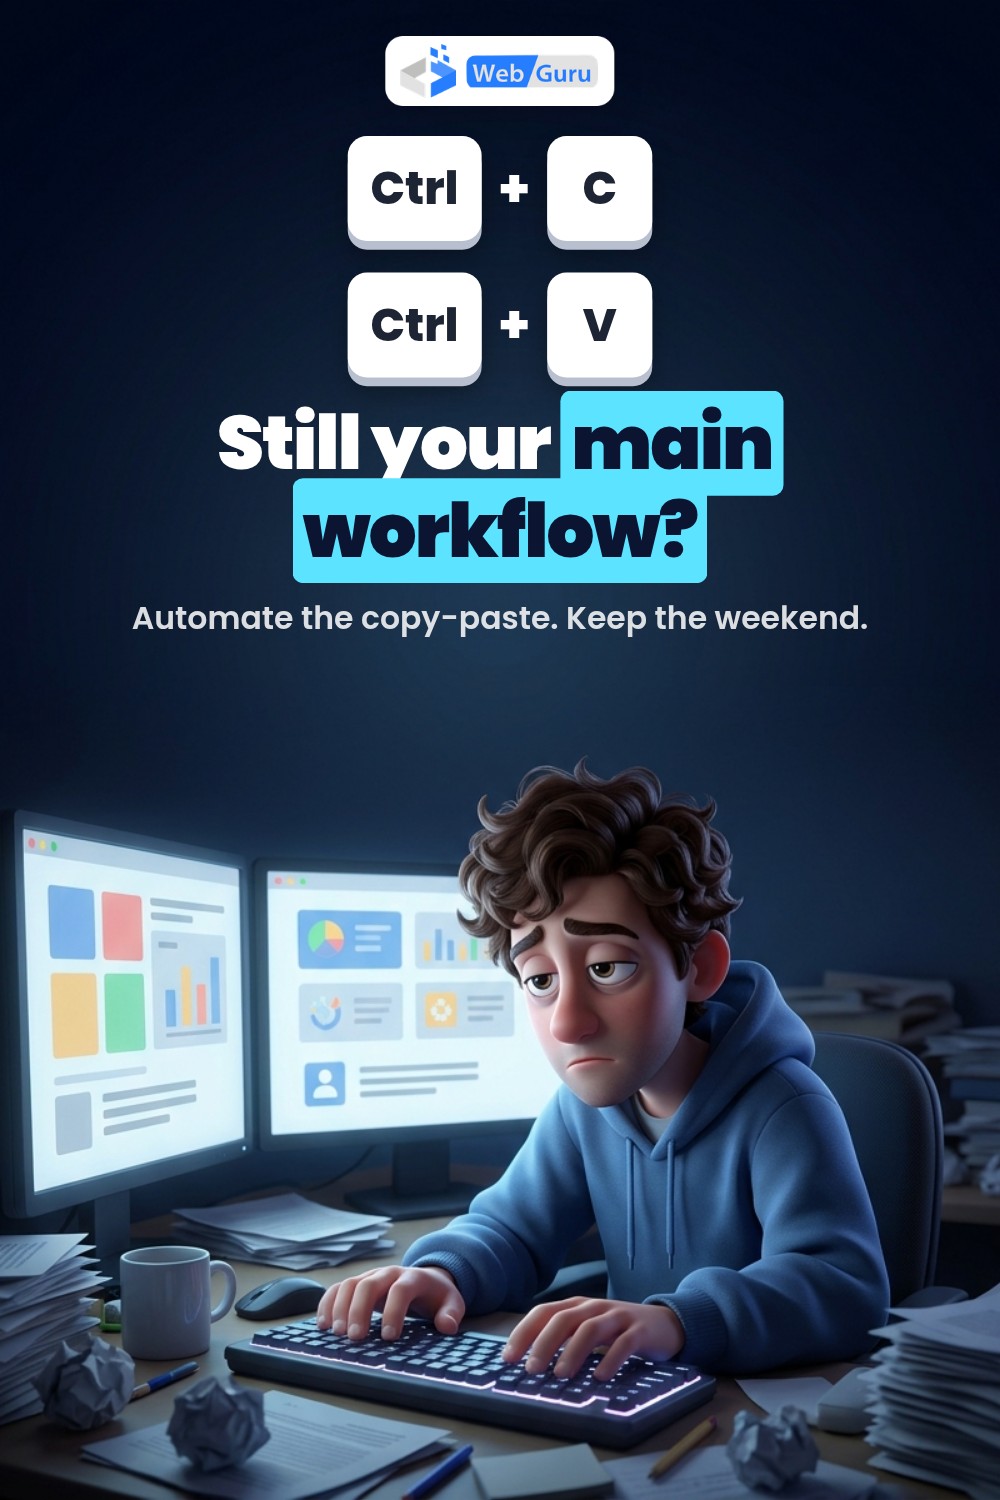 Web Guru
Ctrl + C
Ctrl + V
Still your main
workflow?
Automate the copy-paste. Keep the weekend.